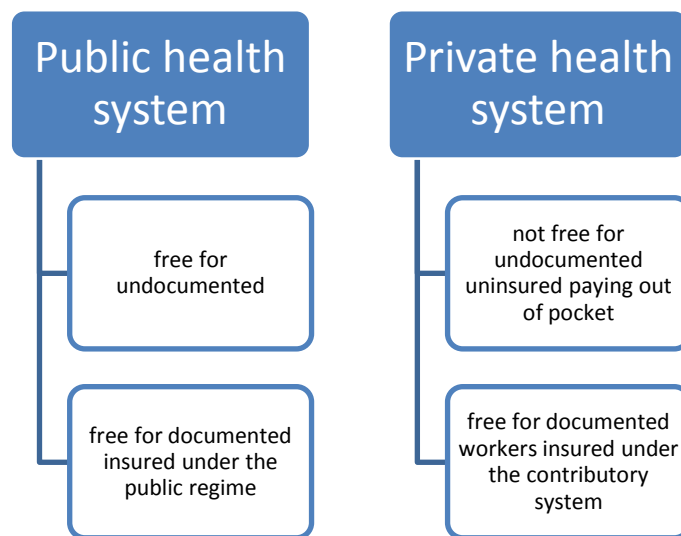 Public health
system
free for
undocumented
free for documented
insured under the
public regime
Private health
system
not free for
undocumented
uninsured paying out
of pocket
free for documented
workers insured under
the contributory
system